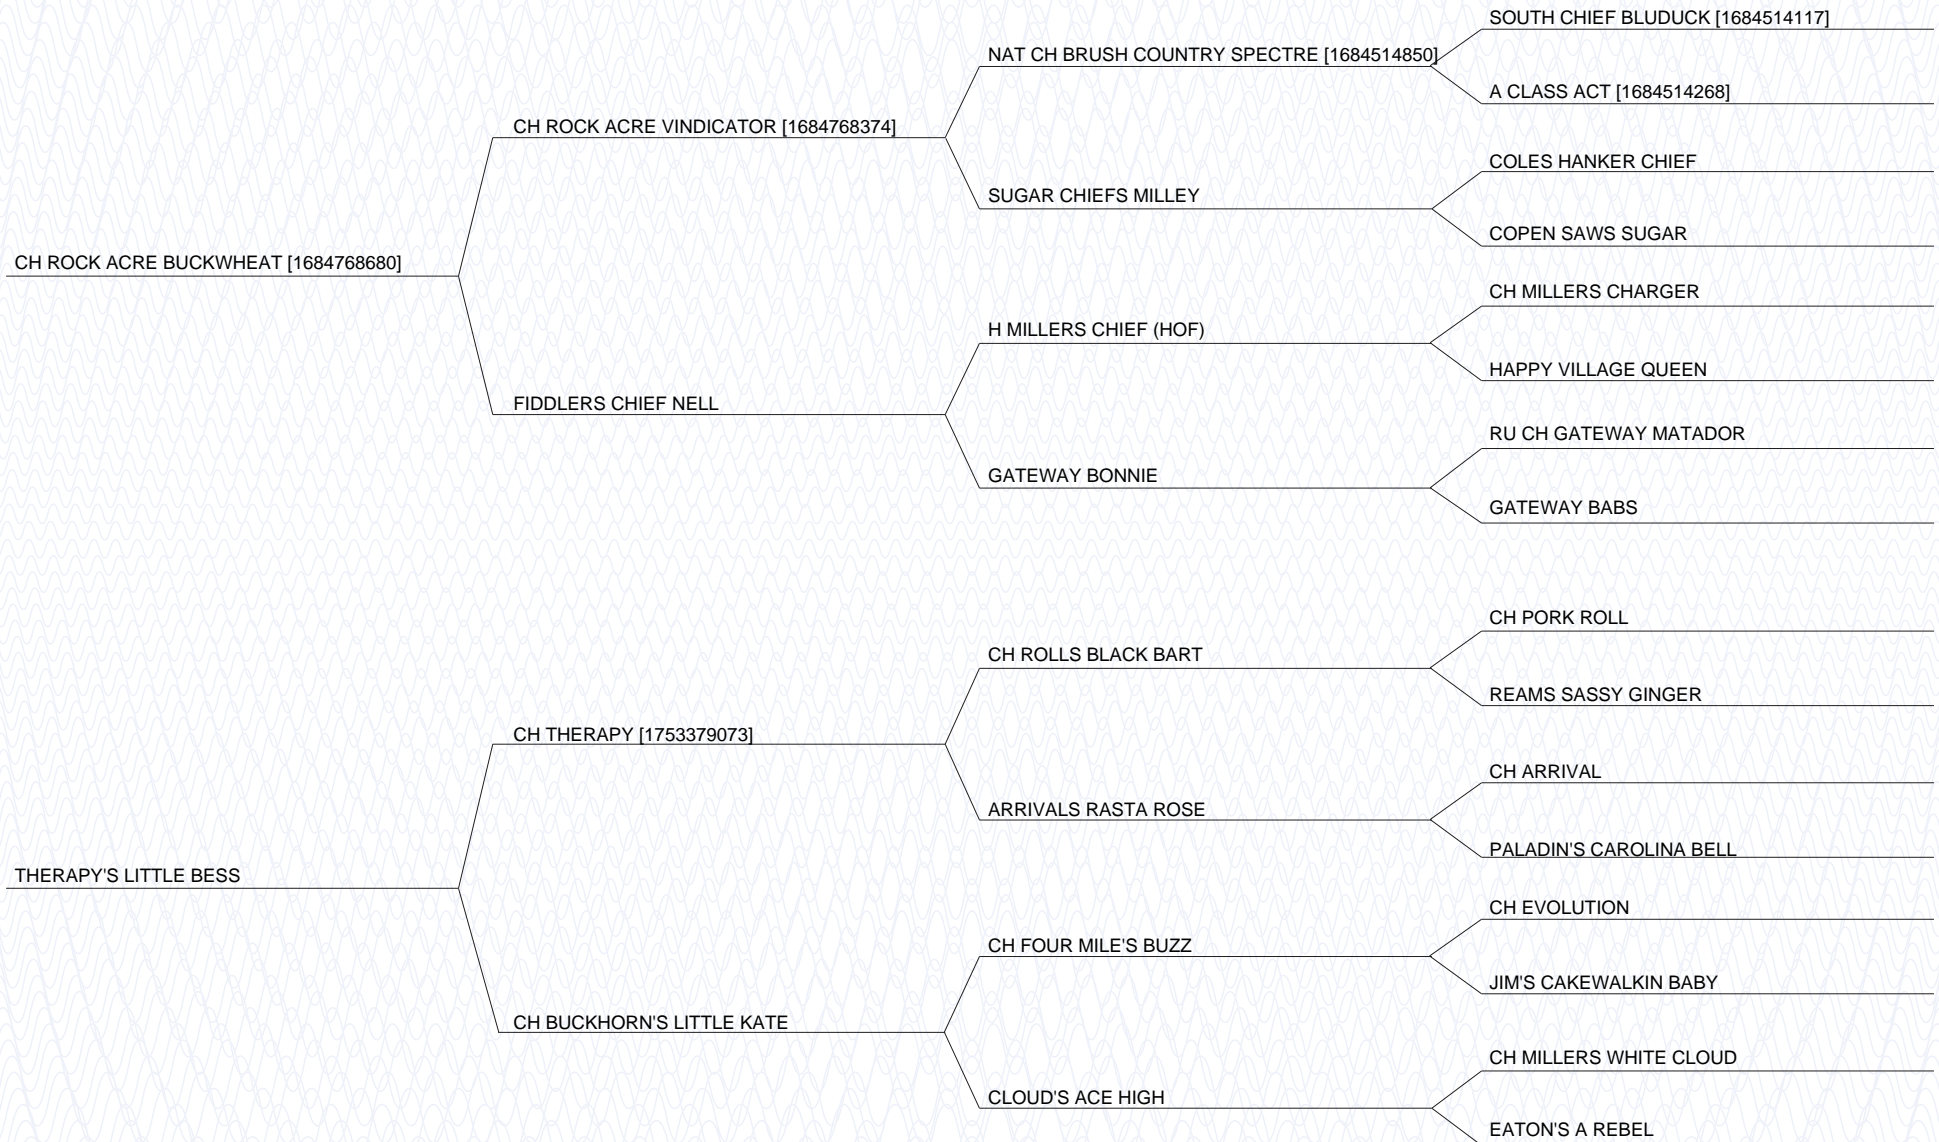 SOUTH CHIEF BLUDUCK [1684514117]
NAT CH BRUSH COUNTRY SPECTRE [1684514850]
A CLASS ACT [1684514268]
CH ROCK ACRE VINDICATOR [1684768374]
COLES HANKER CHIEF
SUGAR CHIEFS MILLEY
COPEN SAWS SUGAR
CH ROCK ACRE BUCKWHEAT [1684768680]
CH MILLERS CHARGER
H MILLERS CHIEF (HOF)
HAPPY VILLAGE QUEEN
FIDDLERS CHIEF NELL
RU CH GATEWAY MATADOR
GATEWAY BONNIE
GATEWAY BABS
CH PORK ROLL
CH ROLLS BLACK BART
REAMS SASSY GINGER
CH THERAPY [1753379073]
CH ARRIVAL
ARRIVALS RASTA ROSE
PALADIN'S CAROLINA BELL
THERAPY'S LITTLE BESS
CH EVOLUTION
CH FOUR MILE'S BUZZ
JIM'S CAKEWALKIN BABY
CH BUCKHORN'S LITTLE KATE
CH MILLERS WHITE CLOUD
CLOUD'S ACE HIGH
EATON'S A REBEL